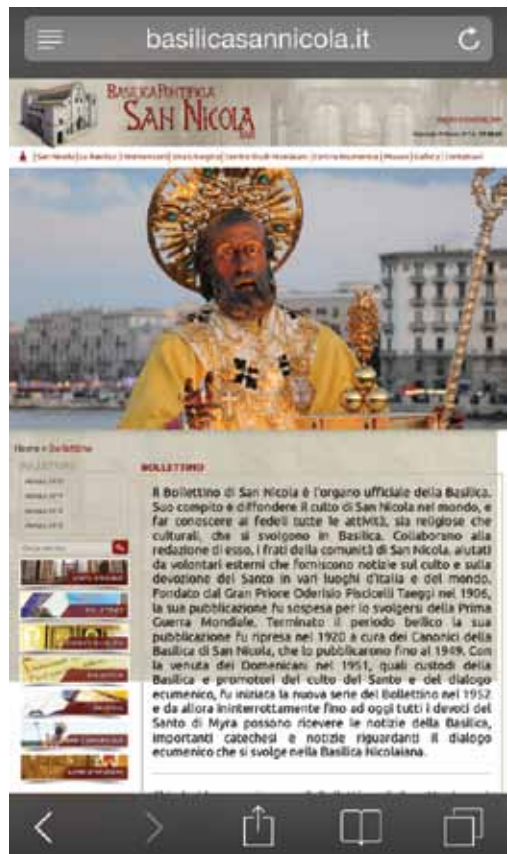 basilicasannicola.it
BASILICA PONTIFICIA
SAN NICOLA
BARI
Home » Bollettino
BOLLETTINO
BOLLETTINO
Il Bollettino di San Nicola è l'organo ufficiale della Basilica.
Suo compito è diffondere il culto di San Nicola nel mondo, e
far conoscere ai fedeli tutte le attività, sia religiose che
culturali, che si svolgono in Basilica. Collaborano alla
redazione di esso, i frati della comunità di San Nicola, aiutati
da volontari esterni che forniscono notizie sul culto e sulla
devozione del Santo in vari luoghi d'Italia e del mondo.
Fondato dal Gran Priore Oderisio Piscicelli Taeggi nel 1906,
la sua pubblicazione fu sospesa per lo svolgersi della Prima
Guerra Mondiale. Terminato il periodo bellico la sua
pubblicazione fu ripresa nel 1920 a cura dei Canonici della
Basilica di San Nicola, che lo pubblicarono fino al 1949. Con
la venuta dei Domenicani nel 1951, quali custodi della
Basilica e promotori del culto del Santo e del dialogo
ecumenico, fu iniziata la nuova serie del Bollettino nel 1952
e da allora ininterrottamente fino ad oggi tutti i devoti del
Santo di Myra possono ricevere le notizie della Basilica,
importanti catechesi e notizie riguardanti il dialogo
ecumenico che si svolge nella Basilica Nicolaiana.